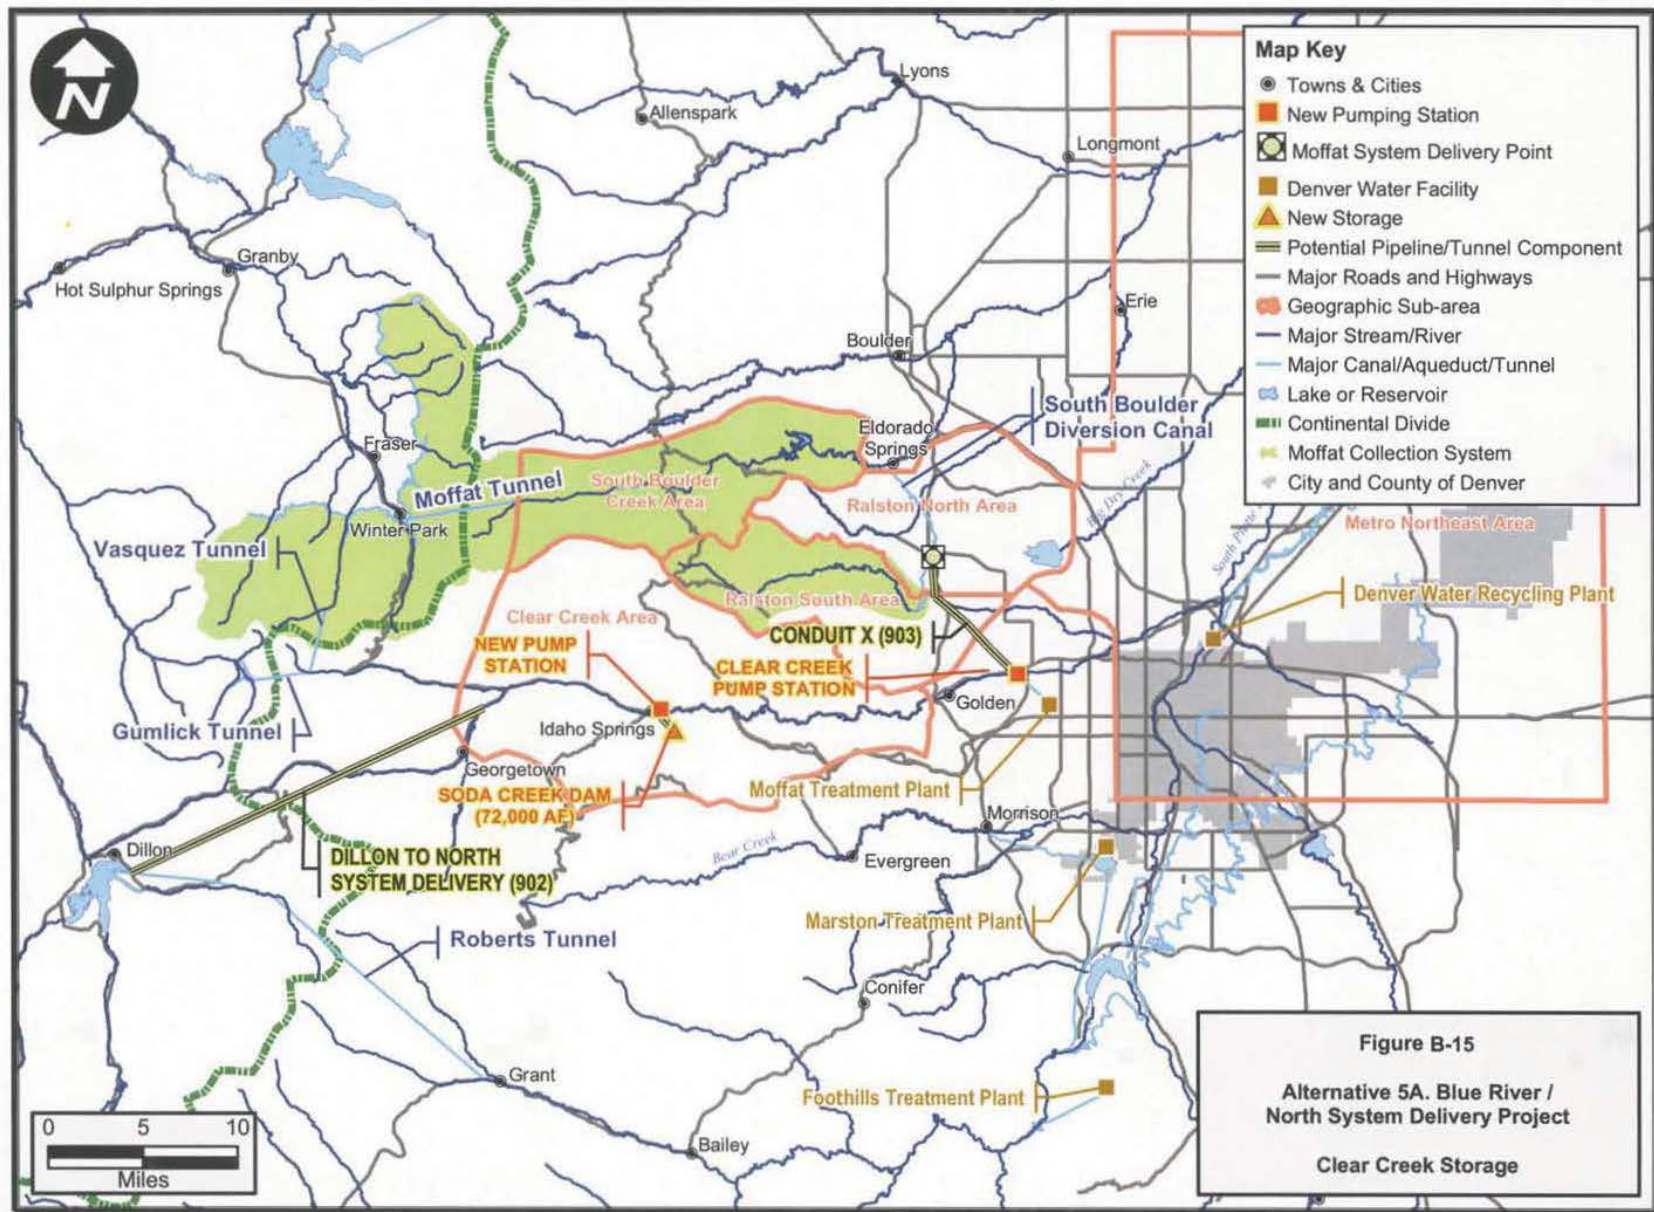 N
Lyons
Allenspark
Longmont
Granby
Hot Sulphur Springs
Erie
Boulder
Fraser
Eldorado
Springs
South Boulder
Diversion Canal
Moffat Tunnel
South Boulder
Creek Area
Ralston North Area
Big Dry Creek
Winter Park
Vasquez Tunnel
Metro Northeast Area
Denver Water Recycling Plant
Ralston South Area
Clear Creek Area
CONDUIT X (903)
NEW PUMP
STATION
CLEAR CREEK
PUMP STATION
Golden
Gumlick Tunnel
Idaho Springs
Georgetown
SODA CREEK DAM
(72,000 AF)
Moffat Treatment Plant
Morrison
Dillon
DILLON TO NORTH
SYSTEM DELIVERY (902)
Bear Creek
Evergreen
Marston Treatment Plant
Roberts Tunnel
Conifer
Grant
Foothills Treatment Plant
Bailey
0 5 10
Miles
Map Key
Towns & Cities
New Pumping Station
Moffat System Delivery Point
Denver Water Facility
New Storage
Potential Pipeline/Tunnel Component
Major Roads and Highways
Geographic Sub-area
Major Stream/River
Major Canal/Aqueduct/Tunnel
Lake or Reservoir
Continental Divide
Moffat Collection System
City and County of Denver
Figure B-15
Alternative 5A. Blue River /
North System Delivery Project
Clear Creek Storage